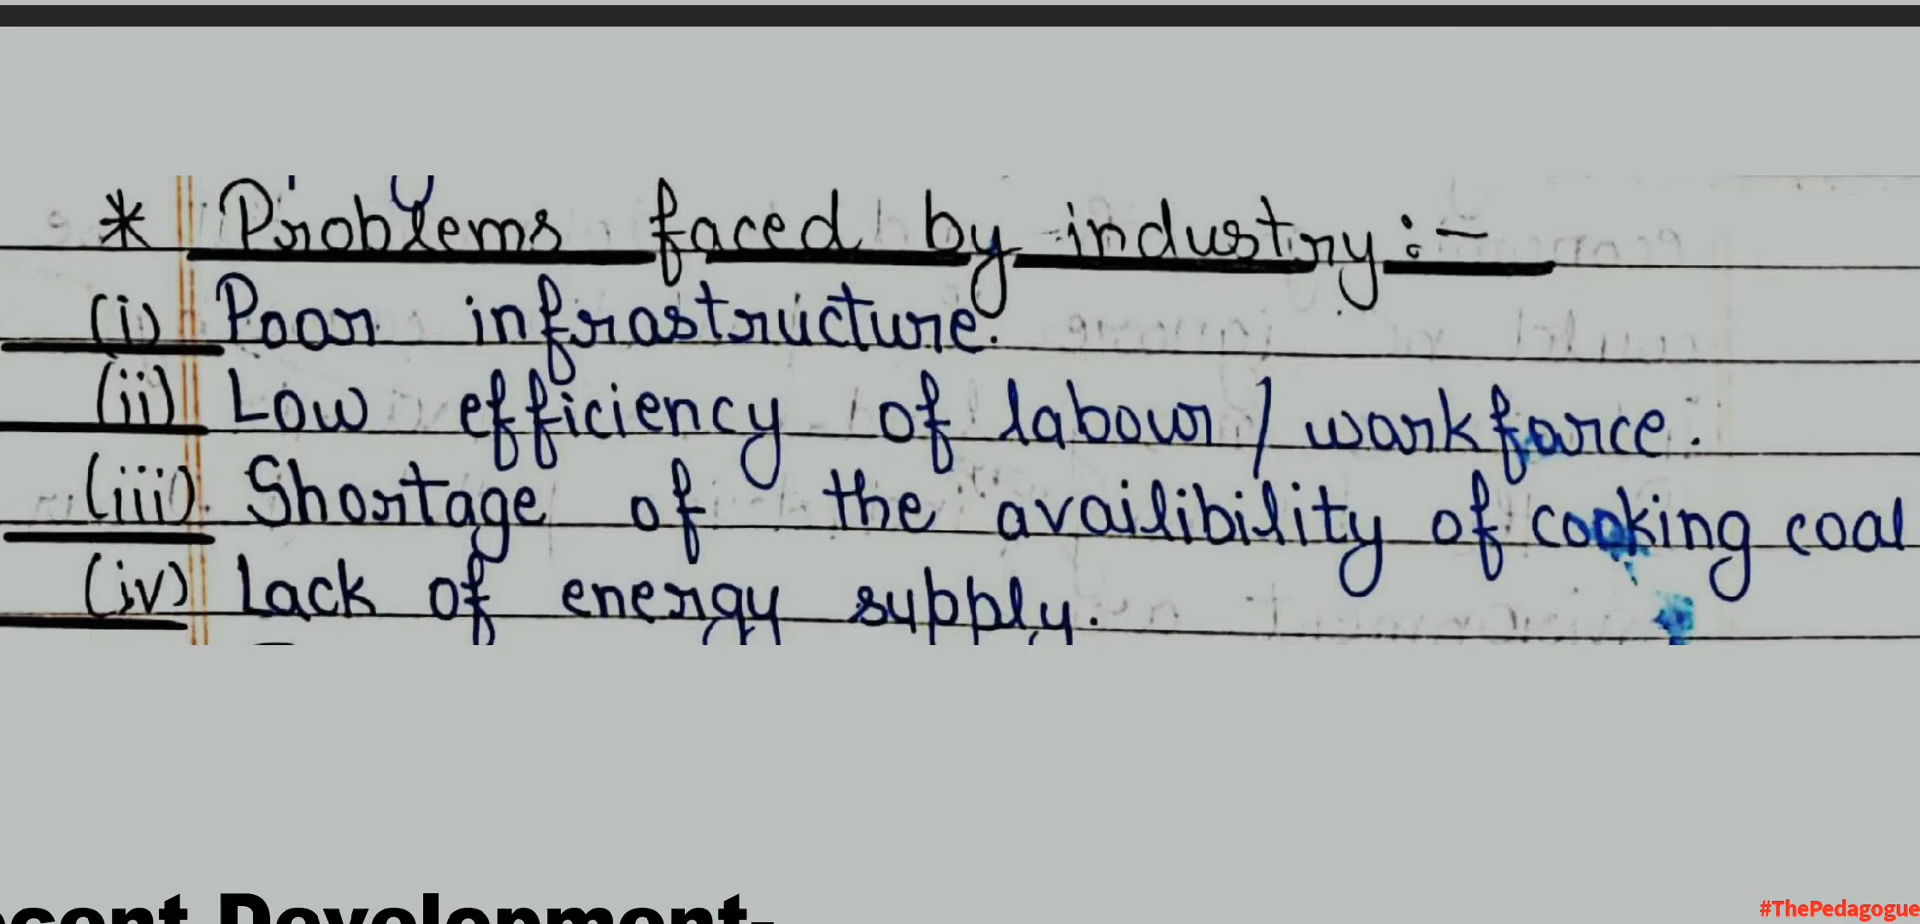 * Problems faced by industry :-
(i) Poor infrastructure.
(ii) Low efficiency of labour / workforce.
(iii) Shortage of the availibility of cooking coal
(iv) Lack of energy supply.
ecent Development-
#ThePedagogue